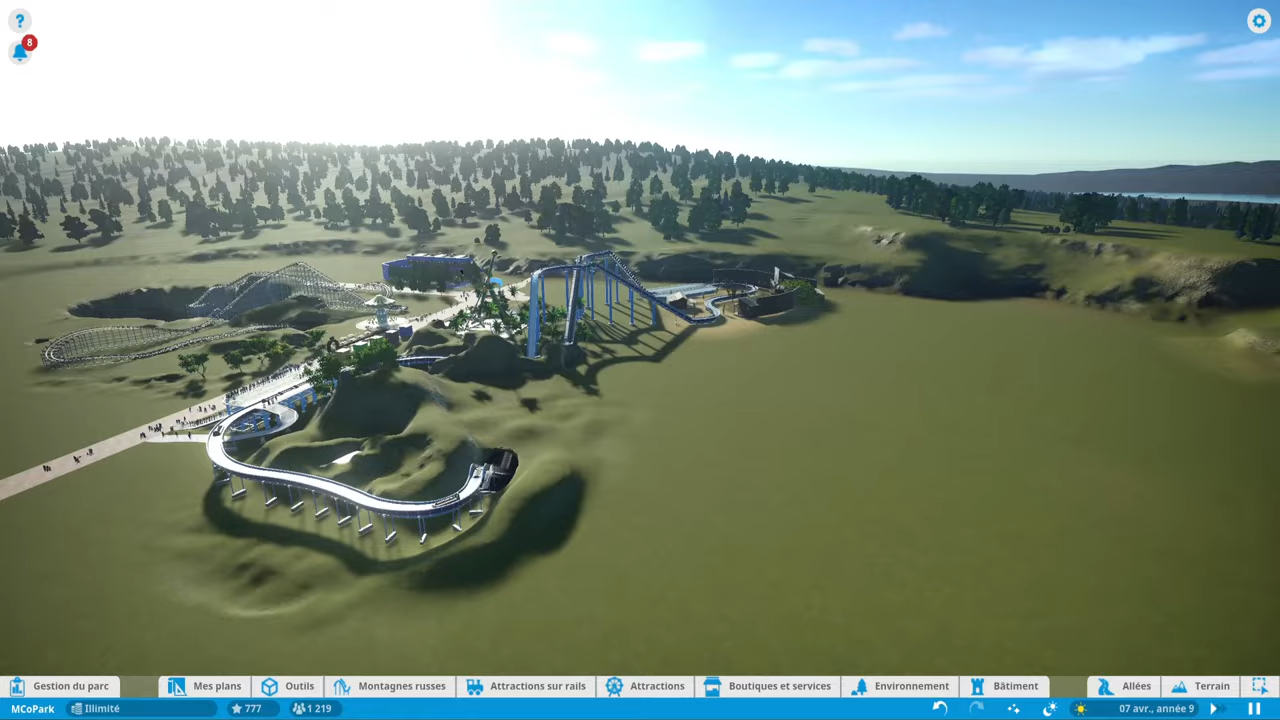 ?
8
Gestion du parc
Mes plans
Outils
Montagnes russes
Attractions sur rails
Attractions
Boutiques et services
Environnement
Bâtiment
Allées
Terrain
MCoPark
Illimité
777
1 219
07 avr., année 9